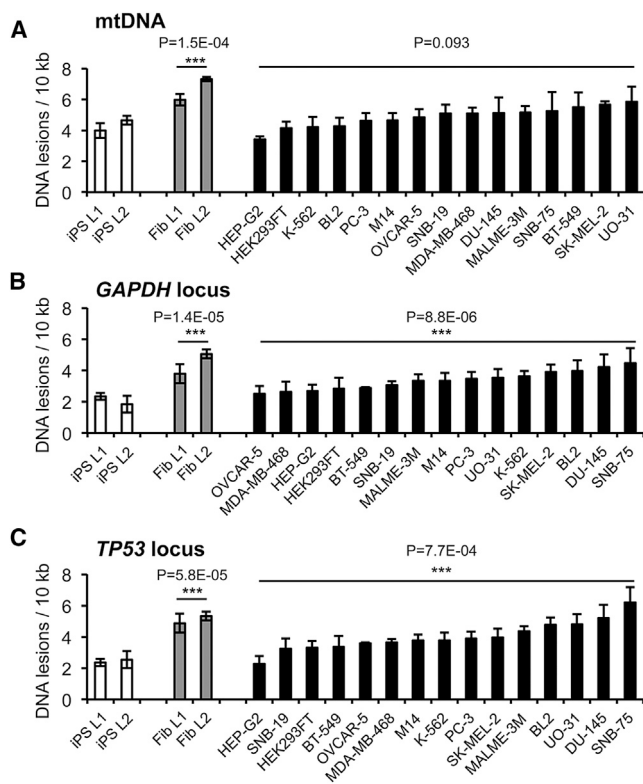 A
mtDNA
P=1.5E-04
***
P=0.093
DNA lesions / 10 kb
8
6
4
2
0
iPS L1
iPS L2
Fib L1
Fib L2
HEP-G2
HEK293FT
K-562
BL2
PC-3
M14
OVCAR-5
SNB-19
MDA-MB-468
DU-145
MALME-3M
SNB-75
BT-549
SK-MEL-2
UO-31
B
GAPDH locus
P=1.4E-05
***
P=8.8E-06
***
DNA lesions / 10 kb
8
6
4
2
0
iPS L1
iPS L2
Fib L1
Fib L2
OVCAR-5
MDA-MB-468
HEP-G2
HEK293FT
BT-549
SNB-19
MALME-3M
M14
PC-3
UO-31
K-562
SK-MEL-2
BL2
DU-145
SNB-75
C
TP53 locus
P=5.8E-05
***
P=7.7E-04
***
DNA lesions / 10 kb
8
6
4
2
0
iPS L1
iPS L2
Fib L1
Fib L2
HEP-G2
SNB-19
HEK293FT
BT-549
OVCAR-5
MDA-MB-468
M14
K-562
PC-3
SK-MEL-2
MALME-3M
BL2
UO-31
DU-145
SNB-75